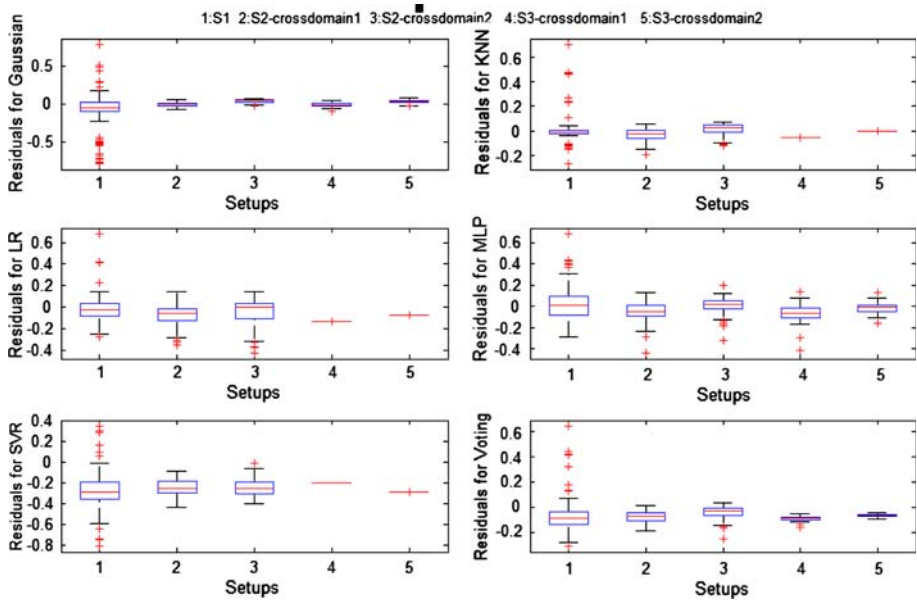 1:S1 2:S2-crossdomain1 3:S2-crossdomain2 4:S3-crossdomain1 5:S3-crossdomain2
Residuals for Gaussian
0.5
0
-0.5
1 2 3 4 5
Setups
Residuals for KNN
0.6
0.4
0.2
0
-0.2
1 2 3 4 5
Setups
Residuals for LR
0.6
0.4
0.2
0
-0.2
-0.4
1 2 3 4 5
Setups
Residuals for MLP
0.6
0.4
0.2
0
-0.2
-0.4
1 2 3 4 5
Setups
Residuals for SVR
0.4
0.2
0
-0.2
-0.4
-0.6
-0.8
1 2 3 4 5
Setups
Residuals for Voting
0.6
0.4
0.2
0
-0.2
1 2 3 4 5
Setups